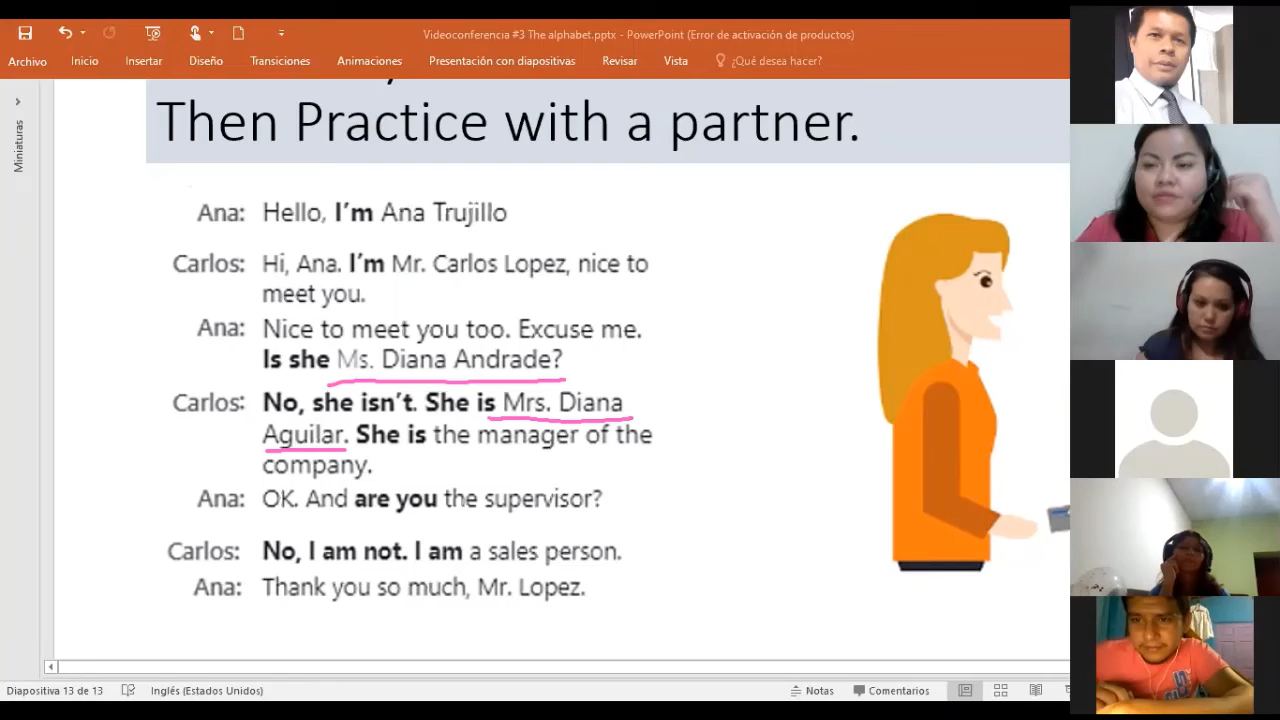 Videoconferencia #3 The alphabet.pptx - PowerPoint (Error de activación de productos)
Archivo Inicio Insertar Diseño Transiciones Animaciones Presentación con diapositivas Revisar Vista ¿Qué desea hacer?
Miniaturas
Then Practice with a partner.
Ana: Hello, I'm Ana Trujillo
Carlos: Hi, Ana. I'm Mr. Carlos Lopez, nice to
meet you.
Ana: Nice to meet you too. Excuse me.
Is she Ms. Diana Andrade?
Carlos: No, she isn't. She is Mrs. Diana
Aguilar. She is the manager of the
company.
Ana: OK. And are you the supervisor?
Carlos: No, I am not. I am a sales person.
Ana: Thank you so much, Mr. Lopez.
Diapositiva 13 de 13 Inglés (Estados Unidos) Notas Comentarios